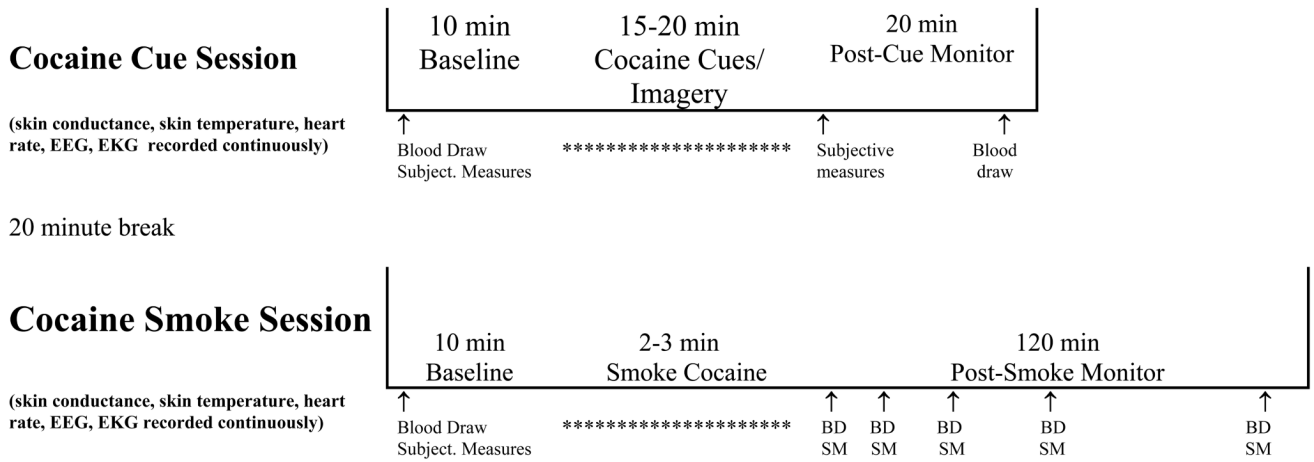 10 min
Baseline
15-20 min
Cocaine Cues/
Imagery
20 min
Post-Cue Monitor
Cocaine Cue Session
(skin conductance, skin temperature, heart
rate, EEG, EKG recorded continuously)
Blood Draw
Subject. Measures
*********************
Subjective
measures
Blood
draw
20 minute break
Cocaine Smoke Session
10 min
Baseline
2-3 min
Smoke Cocaine
120 min
Post-Smoke Monitor
(skin conductance, skin temperature, heart
rate, EEG, EKG recorded continuously)
Blood Draw
Subject. Measures
*********************
BD
SM
BD
SM
BD
SM
BD
SM
BD
SM